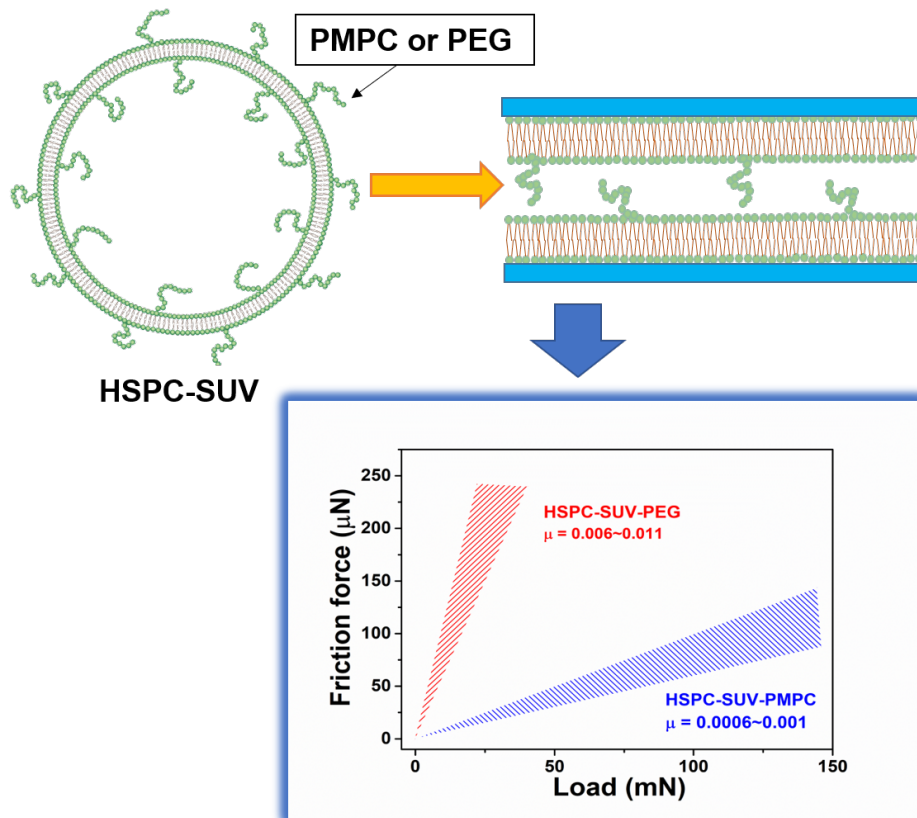 PMPC or PEG
HSPC-SUV
250
200
150
100
50
0
Friction force (μN)
HSPC-SUV-PEG
μ = 0.006~0.011
HSPC-SUV-PMPC
μ = 0.0006~0.001
0 50 100 150
Load (mN)